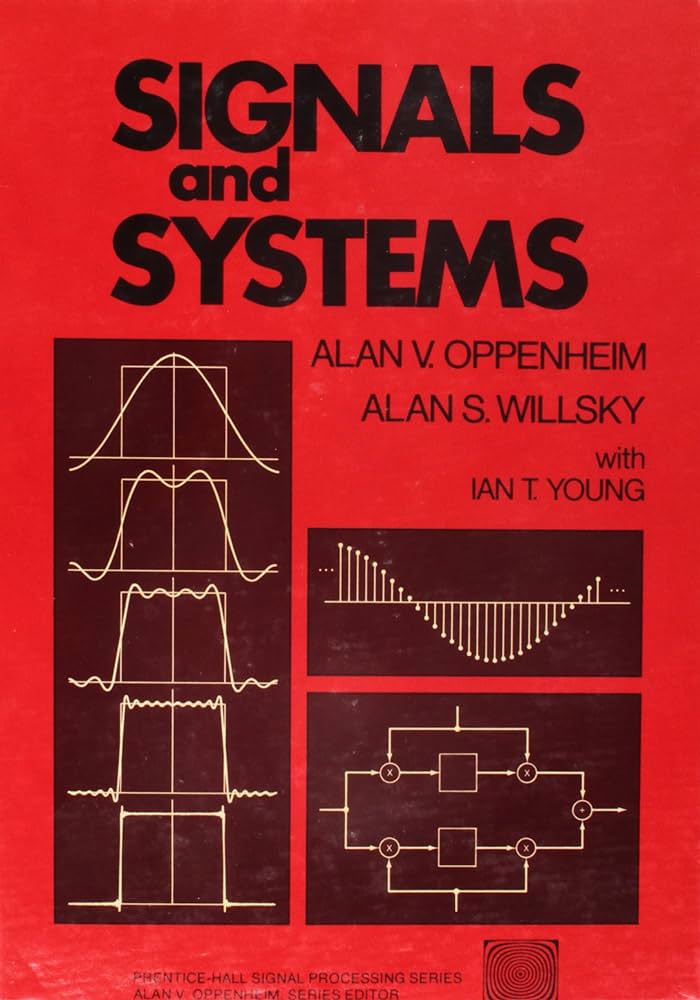 SIGNALS
and
SYSTEMS
ALAN V. OPPENHEIM
ALAN S. WILLSKY
with
IAN T. YOUNG
...
...
X
X
+
X
X
PRENTICE-HALL SIGNAL PROCESSING SERIES
ALAN V. OPPENHEIM, SERIES EDITOR